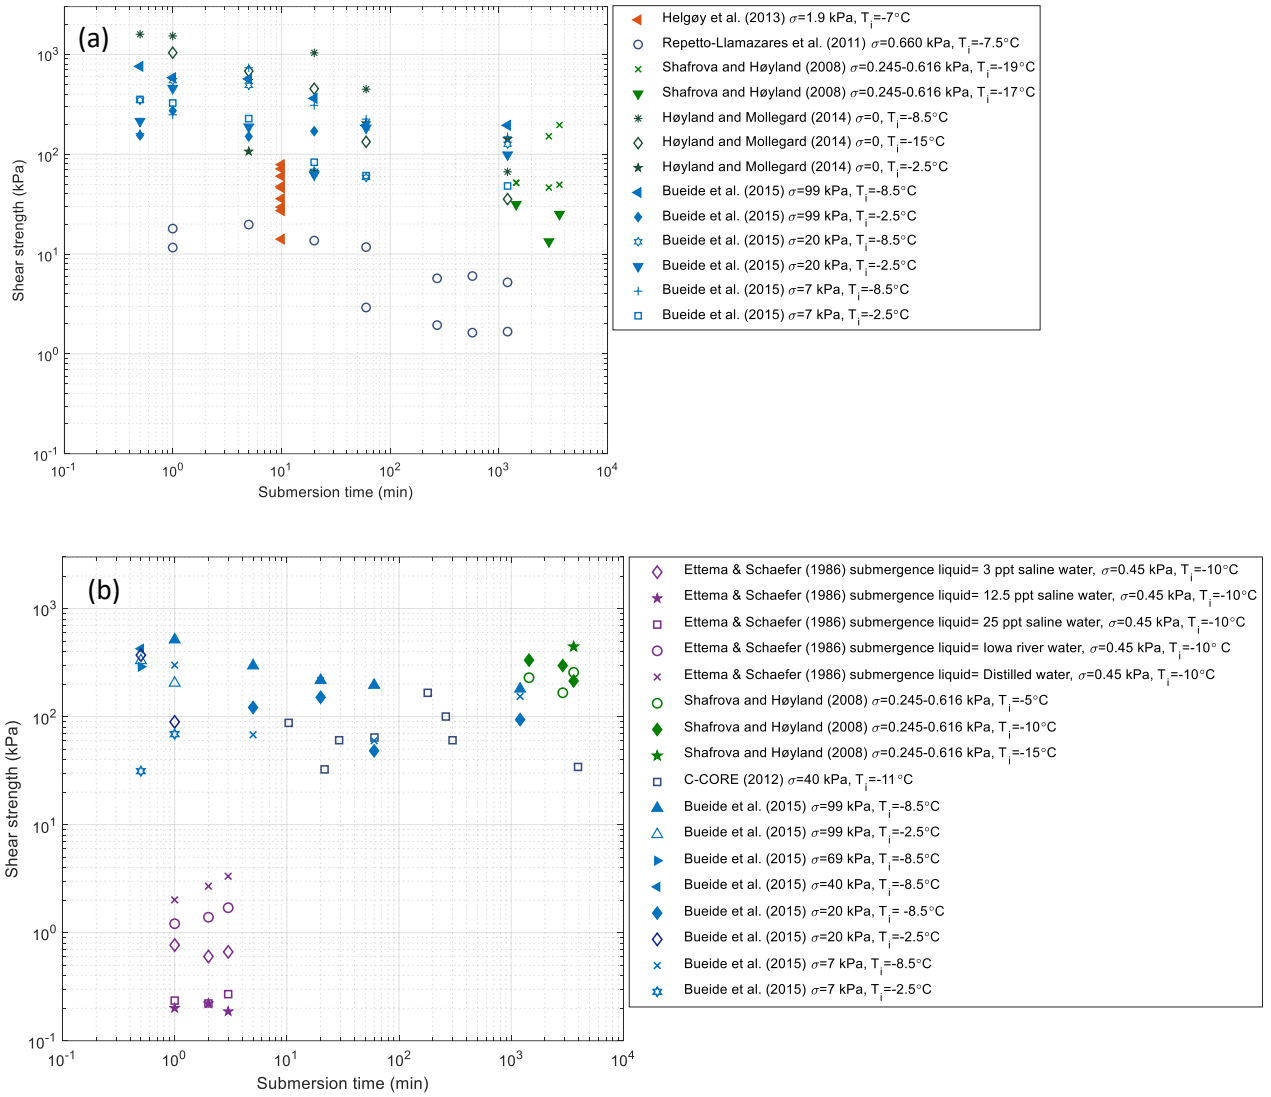 (a)
10³
10²
10¹
10⁰
10⁻¹
Shear strength (kPa)
10⁻¹ 10⁰ 10¹ 10² 10³ 10⁴
Submersion time (min)
Helgøy et al. (2013) σ=1.9 kPa, Tᵢ=-7°C
Repetto-Llamazares et al. (2011) σ=0.660 kPa, Tᵢ=-7.5°C
Shafrova and Høyland (2008) σ=0.245-0.616 kPa, Tᵢ=-19°C
Shafrova and Høyland (2008) σ=0.245-0.616 kPa, Tᵢ=-17°C
Høyland and Mollegard (2014) σ=0, Tᵢ=-8.5°C
Høyland and Mollegard (2014) σ=0, Tᵢ=-15°C
Høyland and Mollegard (2014) σ=0, Tᵢ=-2.5°C
Bueide et al. (2015) σ=99 kPa, Tᵢ=-8.5°C
Bueide et al. (2015) σ=99 kPa, Tᵢ=-2.5°C
Bueide et al. (2015) σ=20 kPa, Tᵢ=-8.5°C
Bueide et al. (2015) σ=20 kPa, Tᵢ=-2.5°C
Bueide et al. (2015) σ=7 kPa, Tᵢ=-8.5°C
Bueide et al. (2015) σ=7 kPa, Tᵢ=-2.5°C
(b)
10³
10²
10¹
10⁰
10⁻¹
Shear strength (kPa)
10⁻¹ 10⁰ 10¹ 10² 10³ 10⁴
Submersion time (min)
Ettema & Schaefer (1986) submergence liquid= 3 ppt saline water, σ=0.45 kPa, Tᵢ=-10°C
Ettema & Schaefer (1986) submergence liquid= 12.5 ppt saline water, σ=0.45 kPa, Tᵢ=-10°C
Ettema & Schaefer (1986) submergence liquid= 25 ppt saline water, σ=0.45 kPa, Tᵢ=-10°C
Ettema & Schaefer (1986) submergence liquid= Iowa river water, σ=0.45 kPa, Tᵢ=-10° C
Ettema & Schaefer (1986) submergence liquid= Distilled water, σ=0.45 kPa, Tᵢ=-10°C
Shafrova and Høyland (2008) σ=0.245-0.616 kPa, Tᵢ=-5°C
Shafrova and Høyland (2008) σ=0.245-0.616 kPa, Tᵢ=-10°C
Shafrova and Høyland (2008) σ=0.245-0.616 kPa, Tᵢ=-15°C
C-CORE (2012) σ=40 kPa, Tᵢ=-11°C
Bueide et al. (2015) σ=99 kPa, Tᵢ=-8.5°C
Bueide et al. (2015) σ=99 kPa, Tᵢ=-2.5°C
Bueide et al. (2015) σ=69 kPa, Tᵢ=-8.5°C
Bueide et al. (2015) σ=40 kPa, Tᵢ=-8.5°C
Bueide et al. (2015) σ=20 kPa, Tᵢ= -8.5°C
Bueide et al. (2015) σ=20 kPa, Tᵢ=-2.5°C
Bueide et al. (2015) σ=7 kPa, Tᵢ=-8.5°C
Bueide et al. (2015) σ=7 kPa, Tᵢ=-2.5°C